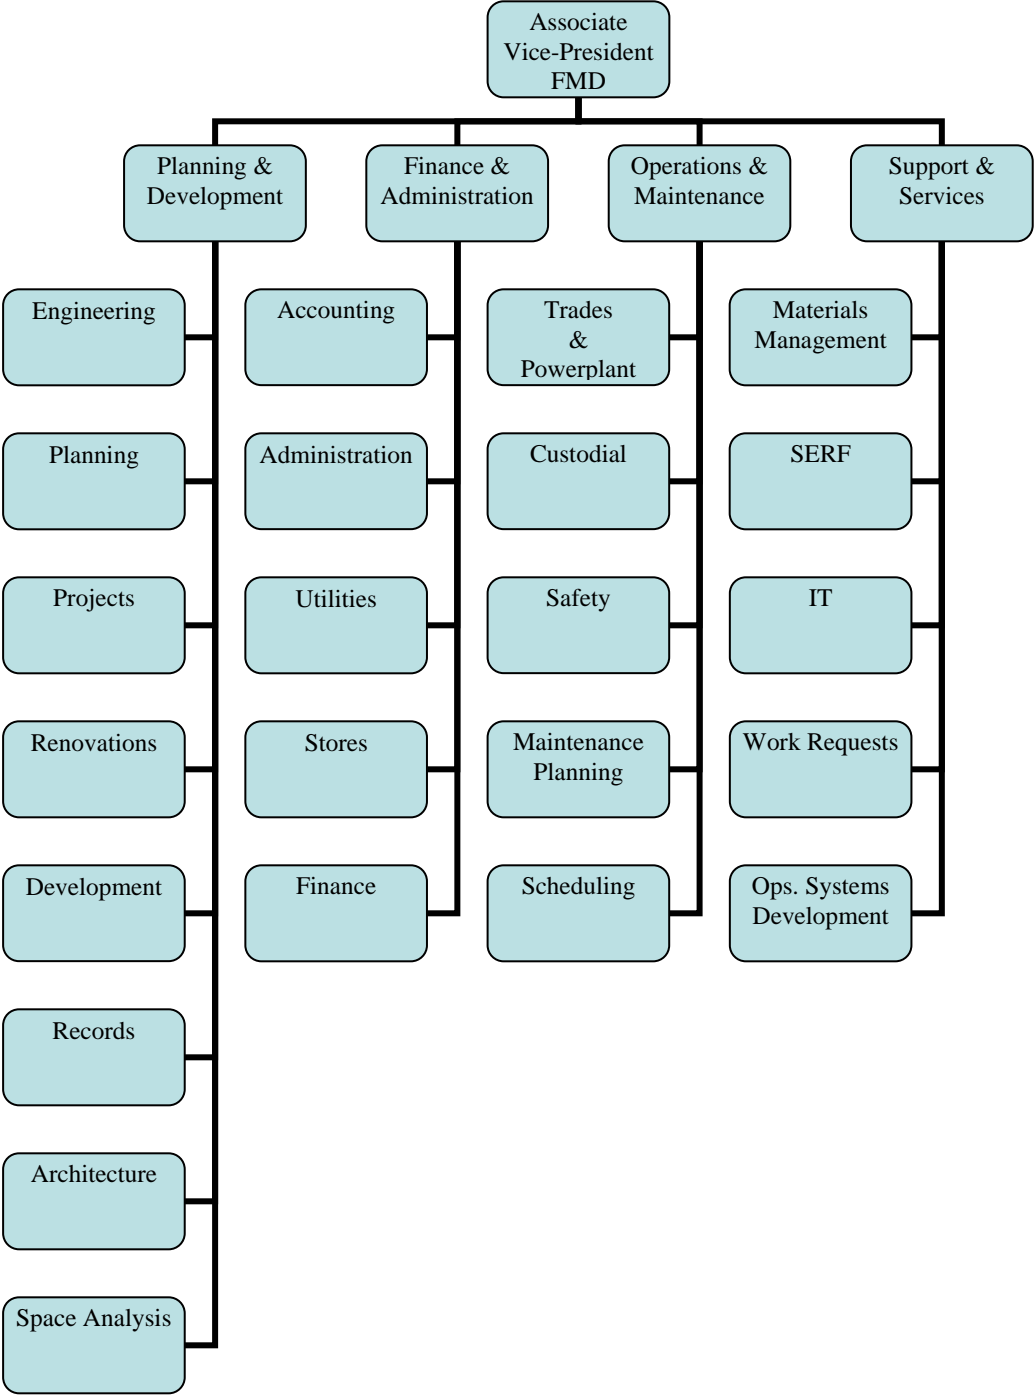 Associate
Vice-President
FMD
Planning &
Development
Finance &
Administration
Operations &
Maintenance
Support &
Services
Engineering
Accounting
Trades
&
Powerplant
Materials
Management
Planning
Administration
Custodial
SERF
Projects
Utilities
Safety
IT
Renovations
Stores
Maintenance
Planning
Work Requests
Development
Finance
Scheduling
Ops. Systems
Development
Records
Architecture
Space Analysis